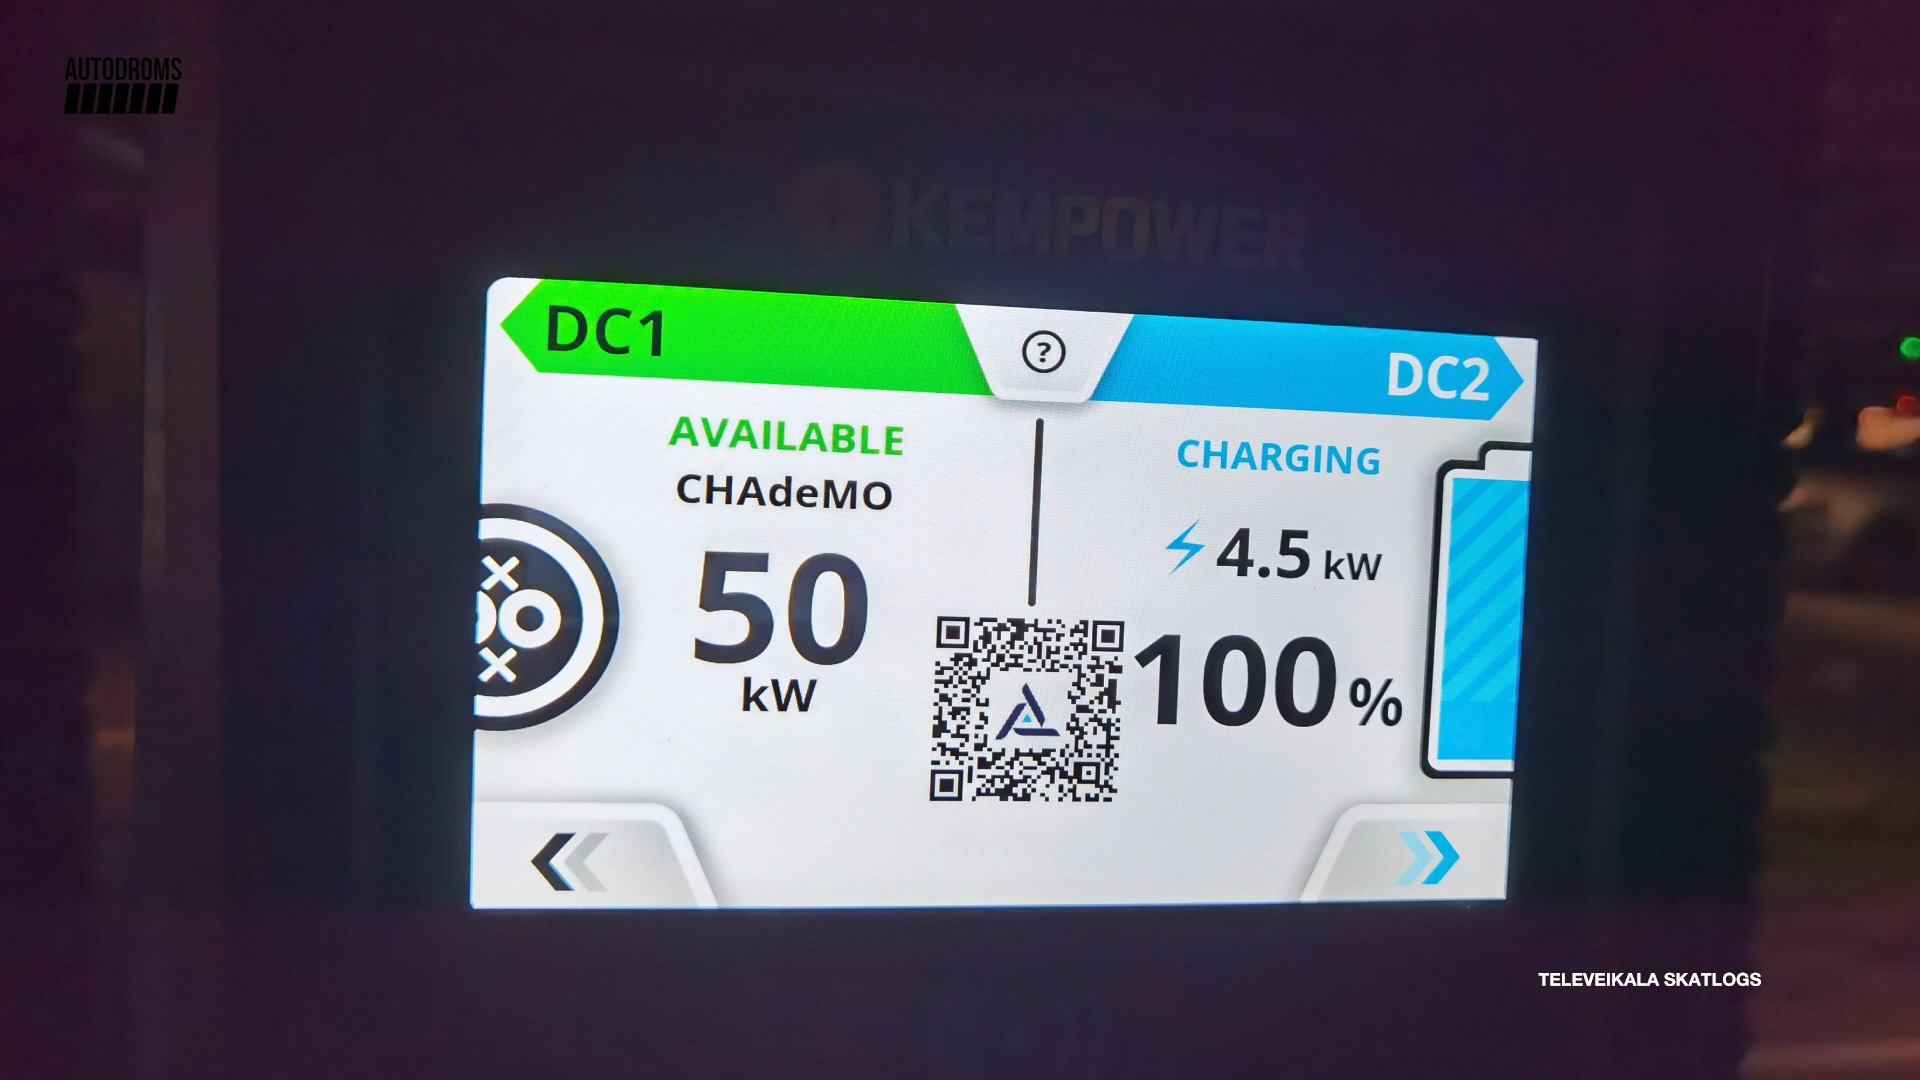 AUTODROMS
KEMPOWER
DC1
?
DC2
AVAILABLE
CHAdeMO
50
kW
CHARGING
4.5 kW
100 %
TELEVEIKALA SKATLOGS